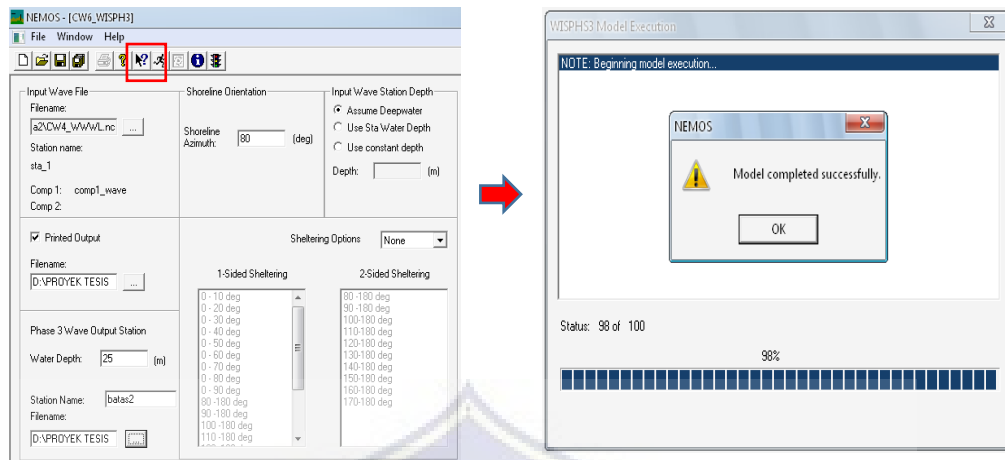 NEMOS - [CW6_WISPH3]
File Window Help
Input Wave File
Filename:
a2\CW4_WWWL.nc ...
Station name:
sta_1
Comp 1: comp1_wave
Comp 2:
Shoreline Orientation
Shoreline Azimuth: 80 (deg)
Input Wave Station Depth
Assume Deepwater
Use Sta Water Depth
Use constant depth
Depth: (m)
Printed Output
Filename:
D:\PROYEK TESIS ...
Phase 3 Wave Output Station
Water Depth: 25 (m)
Station Name: batas2
Filename:
D:\PROYEK TESIS ...
Sheltering Options None
1-Sided Sheltering
0 - 10 deg
0 - 20 deg
0 - 30 deg
0 - 40 deg
0 - 50 deg
0 - 60 deg
0 - 70 deg
0 - 80 deg
0 - 90 deg
80 -180 deg
90 -180 deg
100 -180 deg
110 -180 deg
2-Sided Sheltering
80 -180 deg
90 -180 deg
100-180 deg
110-180 deg
120-180 deg
130-180 deg
140-180 deg
150-180 deg
160-180 deg
170-180 deg
WISPHS3 Model Execution
NOTE: Beginning model execution...
NEMOS
Model completed successfully.
OK
Status: 98 of 100
98%